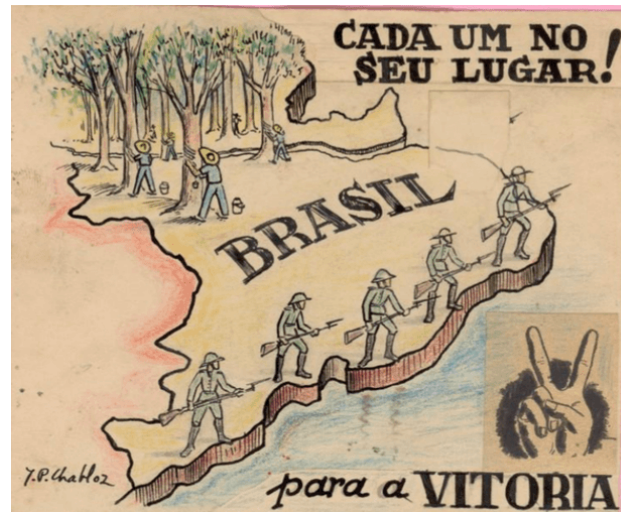 CADA UM NO
SEU LUGAR!
BRASIL
J.P. Chabloz
para a VITORIA